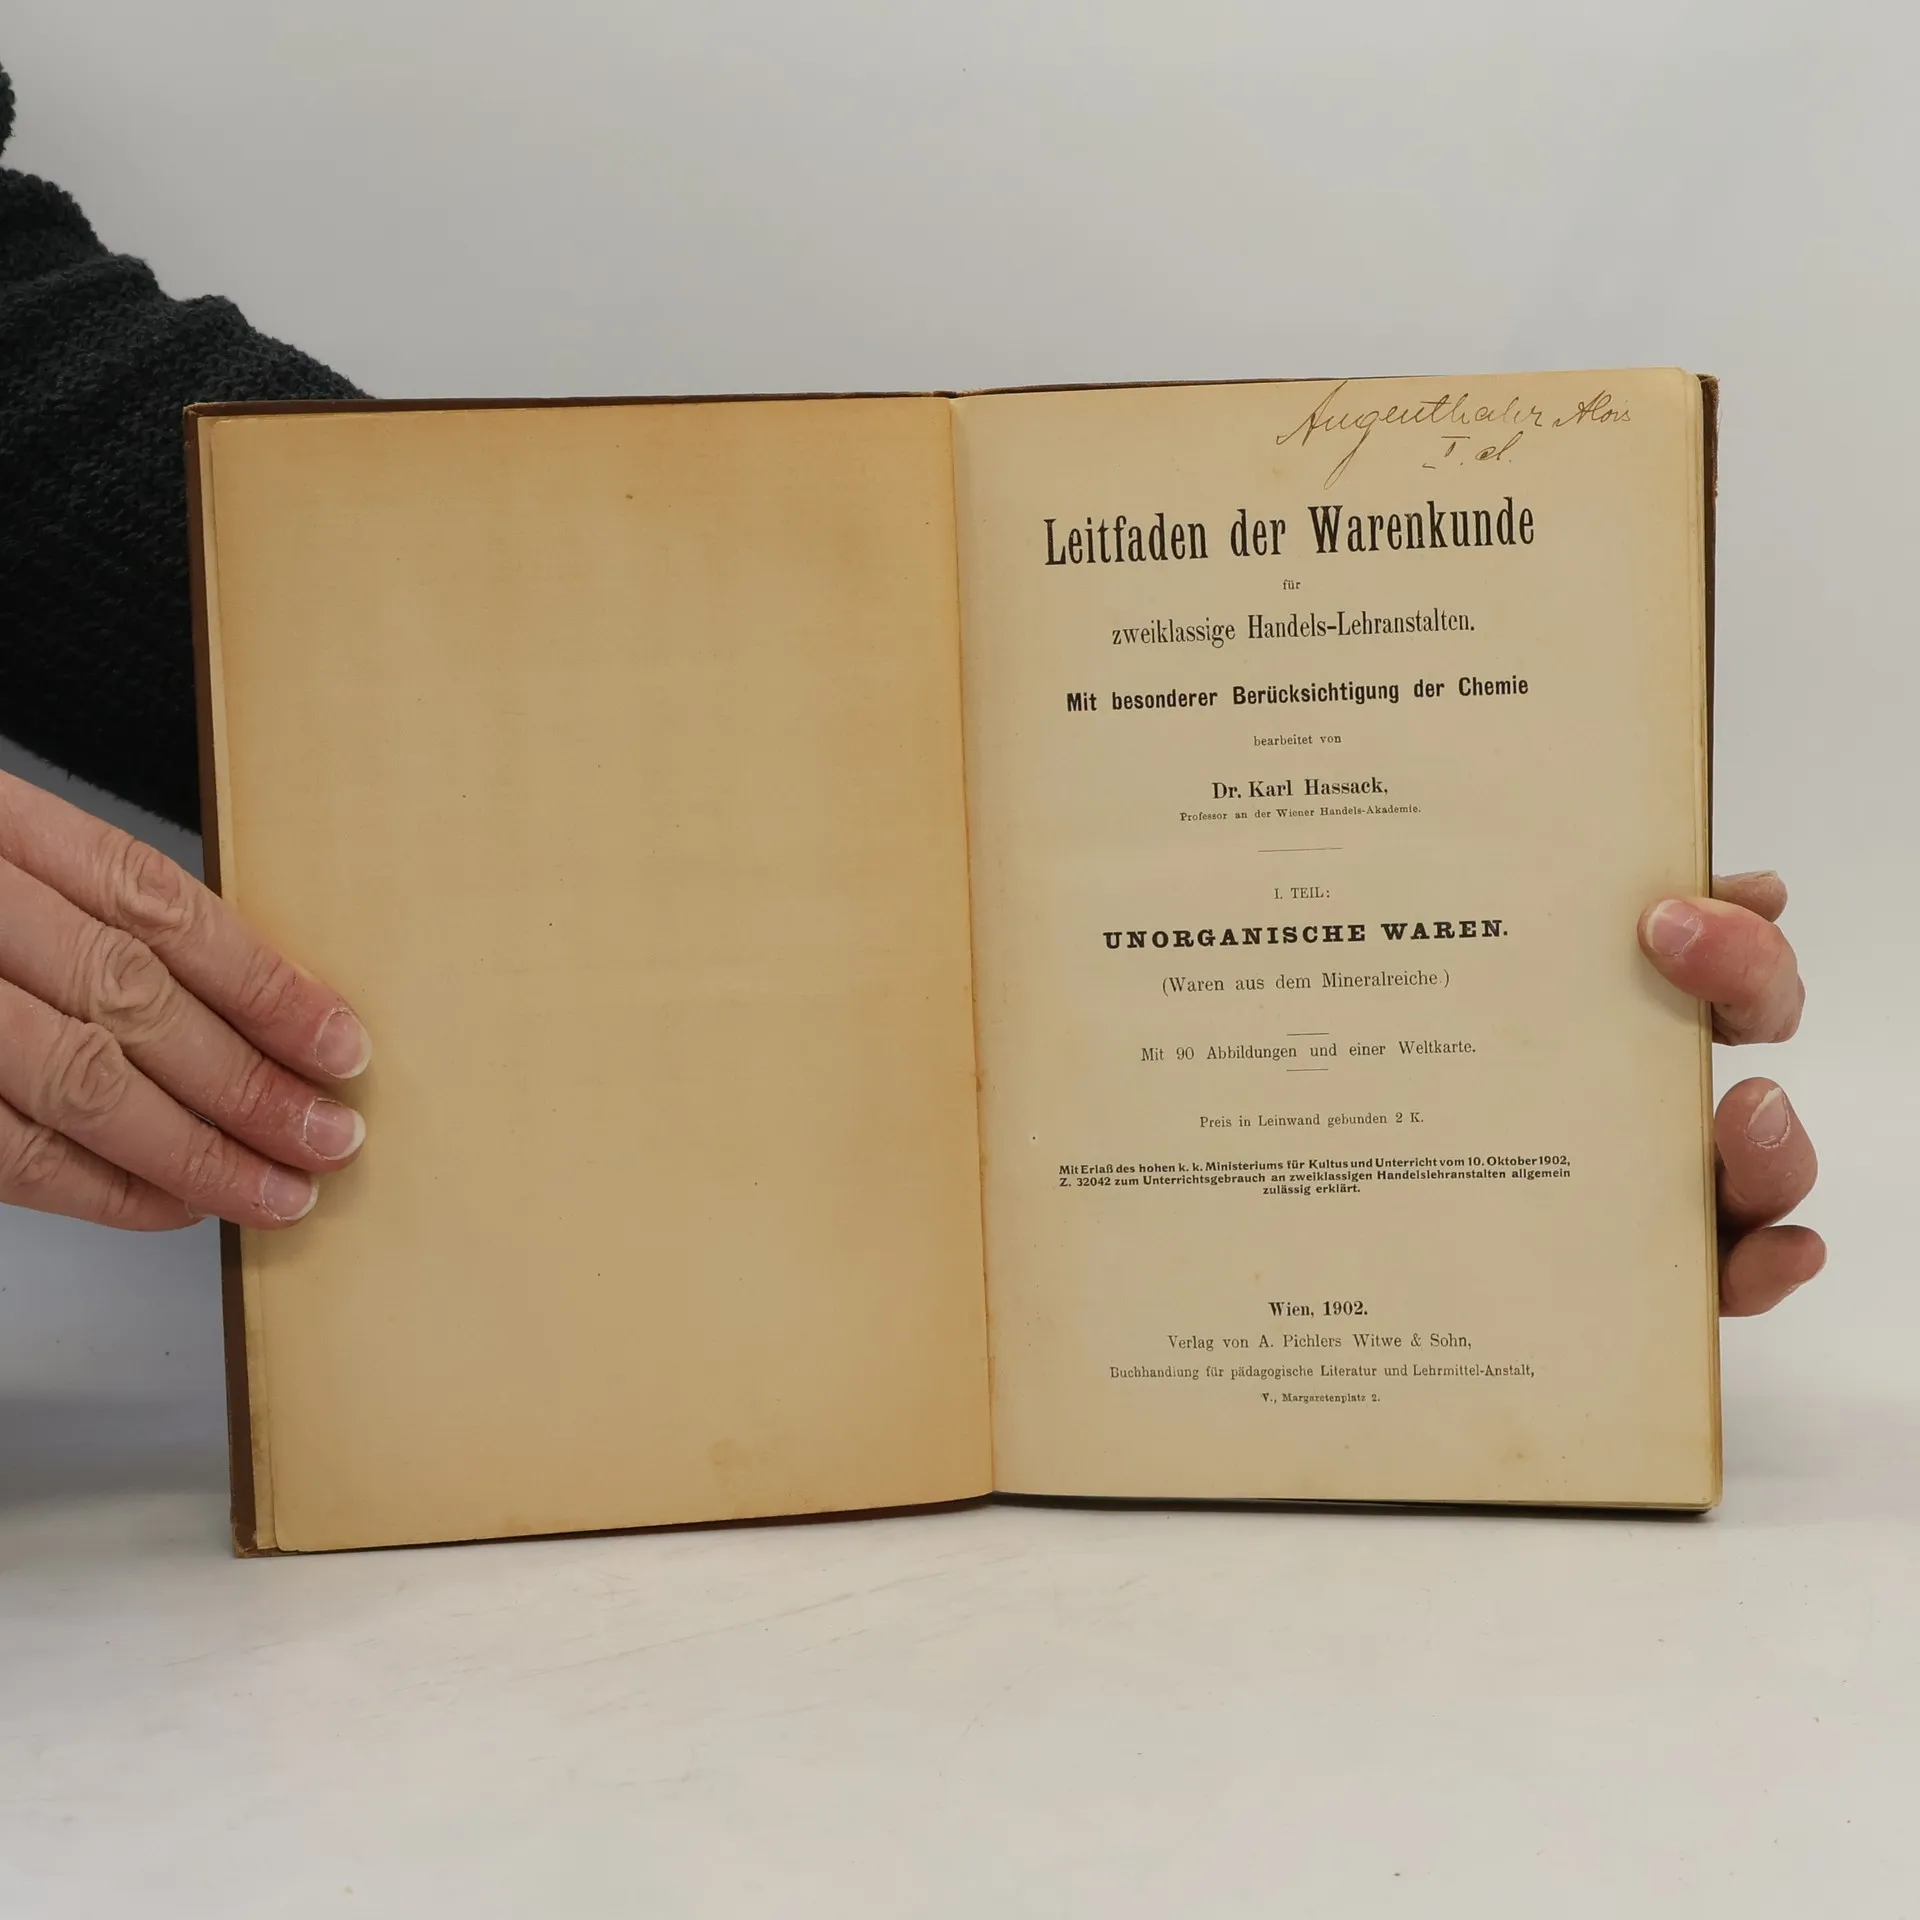 Augenthaler Alois
I. cl.
Leitfaden der Warenkunde
für
zweiklassige Handels-Lehranstalten.
Mit besonderer Berücksichtigung der Chemie
bearbeitet von
Dr. Karl Hassack,
Professor an der Wiener Handels-Akademie.
I. TEIL:
UNORGANISCHE WAREN.
(Waren aus dem Mineralreiche.)
Mit 90 Abbildungen und einer Weltkarte.
Preis in Leinwand gebunden 2 K.
Mit Erlaß des hohen k. k. Ministeriums für Kultus und Unterricht vom 10. Oktober 1902,
Z. 32042 zum Unterrichtsgebrauch an zweiklassigen Handelslehranstalten allgemein
zulässig erklärt.
Wien, 1902.
Verlag von A. Pichlers Witwe & Sohn,
Buchhandlung für pädagogische Literatur und Lehrmittel-Anstalt,
V., Margaretenplatz 2.